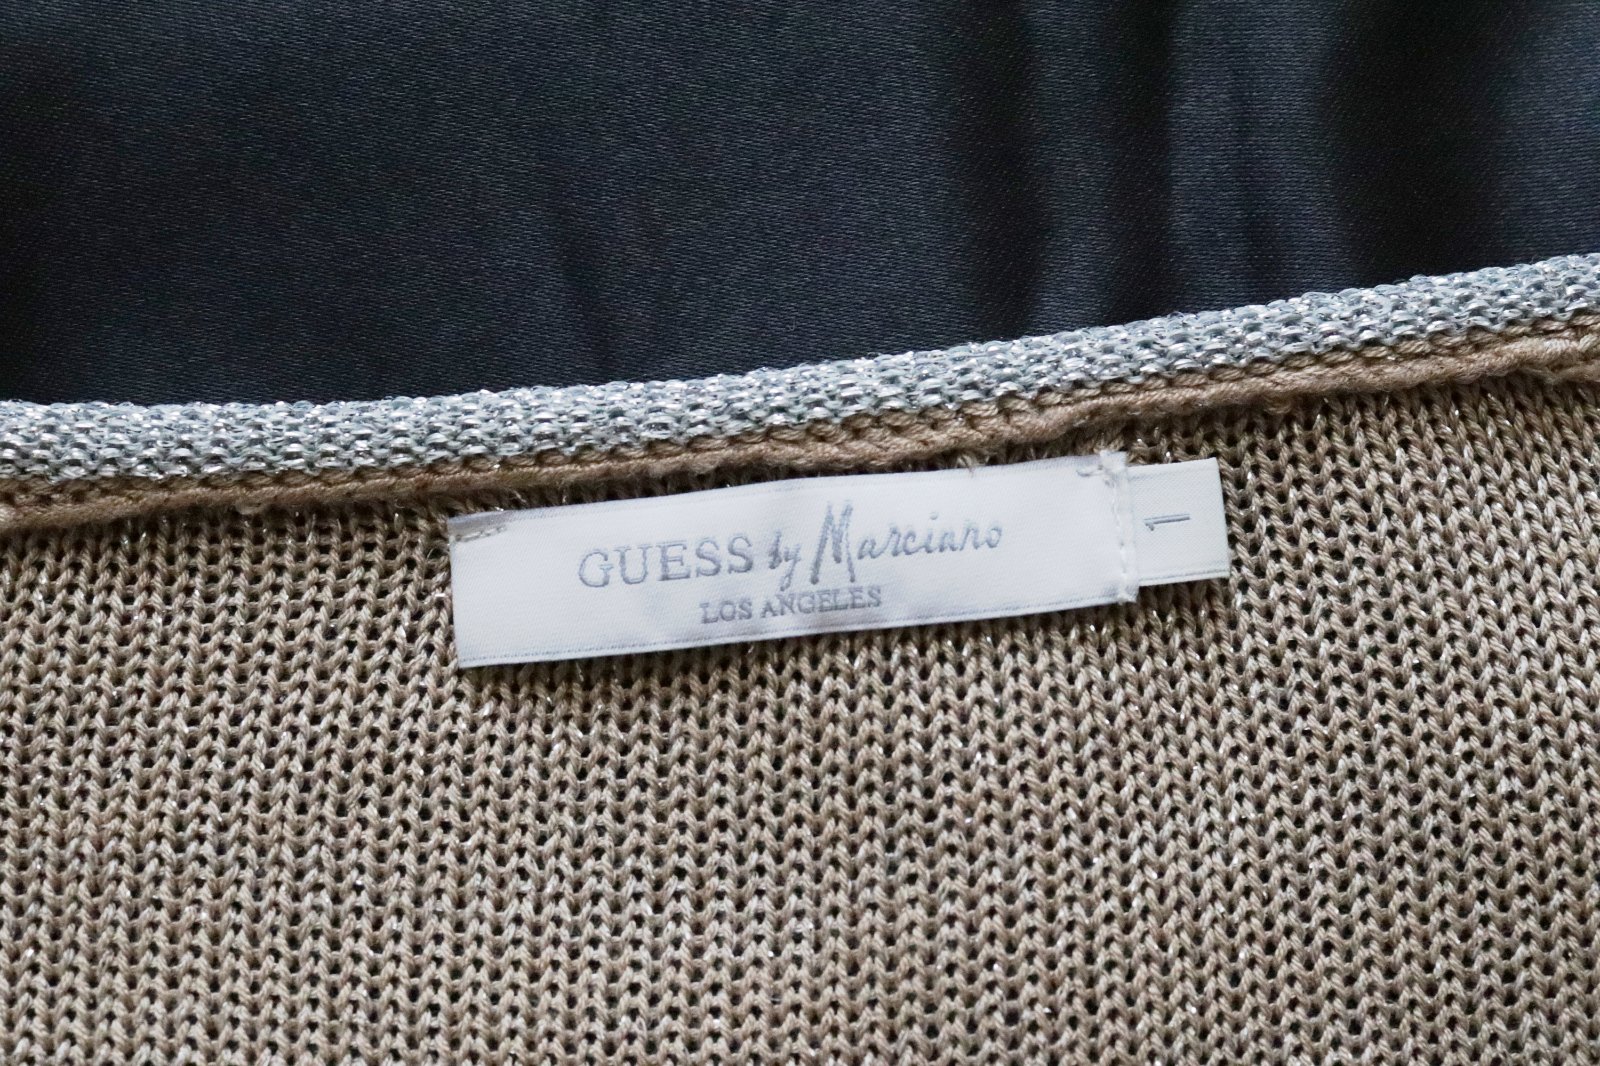 GUESS by Marciano
LOS ANGELES
1